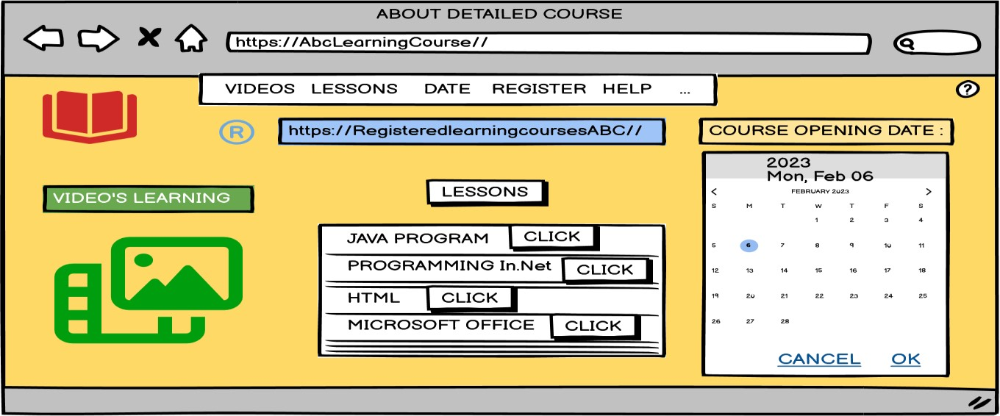 ABOUT DETAILED COURSE
https://AbcLearningCourse//
VIDEOS LESSONS DATE REGISTER HELP ...
?
R
https://RegisteredlearningcoursesABC//
COURSE OPENING DATE :
VIDEO'S LEARNING
LESSONS
JAVA PROGRAM CLICK
PROGRAMMING In.Net CLICK
HTML CLICK
MICROSOFT OFFICE CLICK
2023
Mon, Feb 06
< FEBRUARY 2023 >
S M T W T F S
1 2 3 4
5 6 7 8 9 10 11
12 13 14 15 16 17 18
19 20 21 22 23 24 25
26 27 28
CANCEL OK